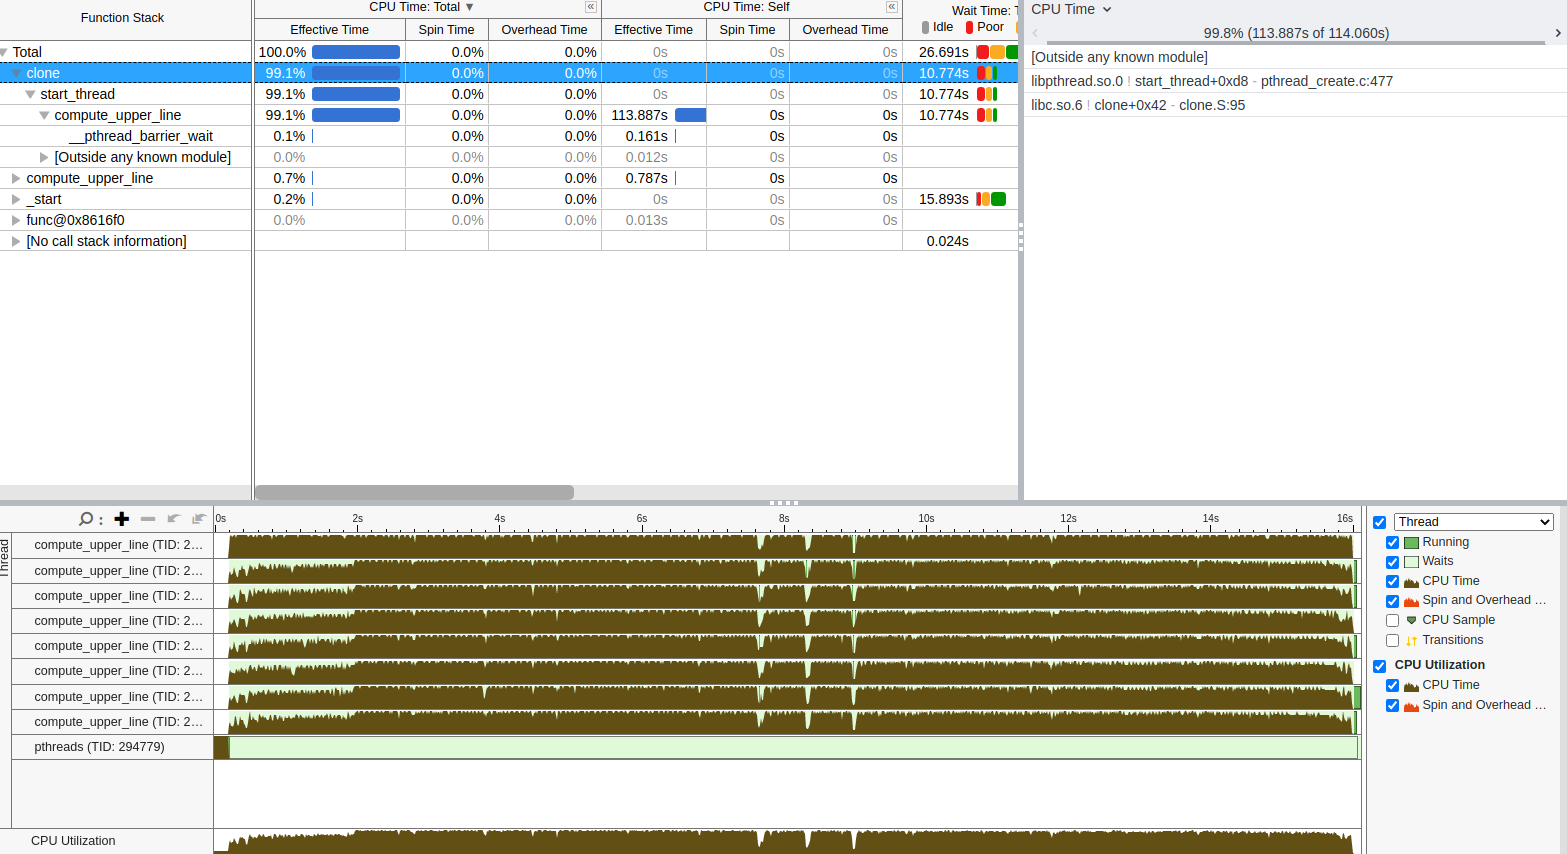 Function Stack
CPU Time: Total ▼ «
CPU Time: Self «
Wait Time: T
Effective Time Spin Time Overhead Time Effective Time Spin Time Overhead Time Idle Poor
Total 100.0% 0.0% 0.0% 0s 0s 0s 26.691s
clone 99.1% 0.0% 0.0% 0s 0s 0s 10.774s
start_thread 99.1% 0.0% 0.0% 0s 0s 0s 10.774s
compute_upper_line 99.1% 0.0% 0.0% 113.887s 0s 0s 10.774s
__pthread_barrier_wait 0.1% 0.0% 0.0% 0.161s 0s 0s
[Outside any known module] 0.0% 0.0% 0.0% 0.012s 0s 0s
compute_upper_line 0.7% 0.0% 0.0% 0.787s 0s 0s
_start 0.2% 0.0% 0.0% 0s 0s 0s 15.893s
func@0x8616f0 0.0% 0.0% 0.0% 0.013s 0s 0s
[No call stack information] 0.024s
CPU Time
99.8% (113.887s of 114.060s)
[Outside any known module]
libpthread.so.0 ! start_thread+0xd8 - pthread_create.c:477
libc.so.6 ! clone+0x42 - clone.S:95
: 0s 2s 4s 6s 8s 10s 12s 14s 16s
Thread
compute_upper_line (TID: 2...
compute_upper_line (TID: 2...
compute_upper_line (TID: 2...
compute_upper_line (TID: 2...
compute_upper_line (TID: 2...
compute_upper_line (TID: 2...
compute_upper_line (TID: 2...
compute_upper_line (TID: 2...
pthreads (TID: 294779)
CPU Utilization
Thread
Running
Waits
CPU Time
Spin and Overhead ...
CPU Sample
Transitions
CPU Utilization
CPU Time
Spin and Overhead ...